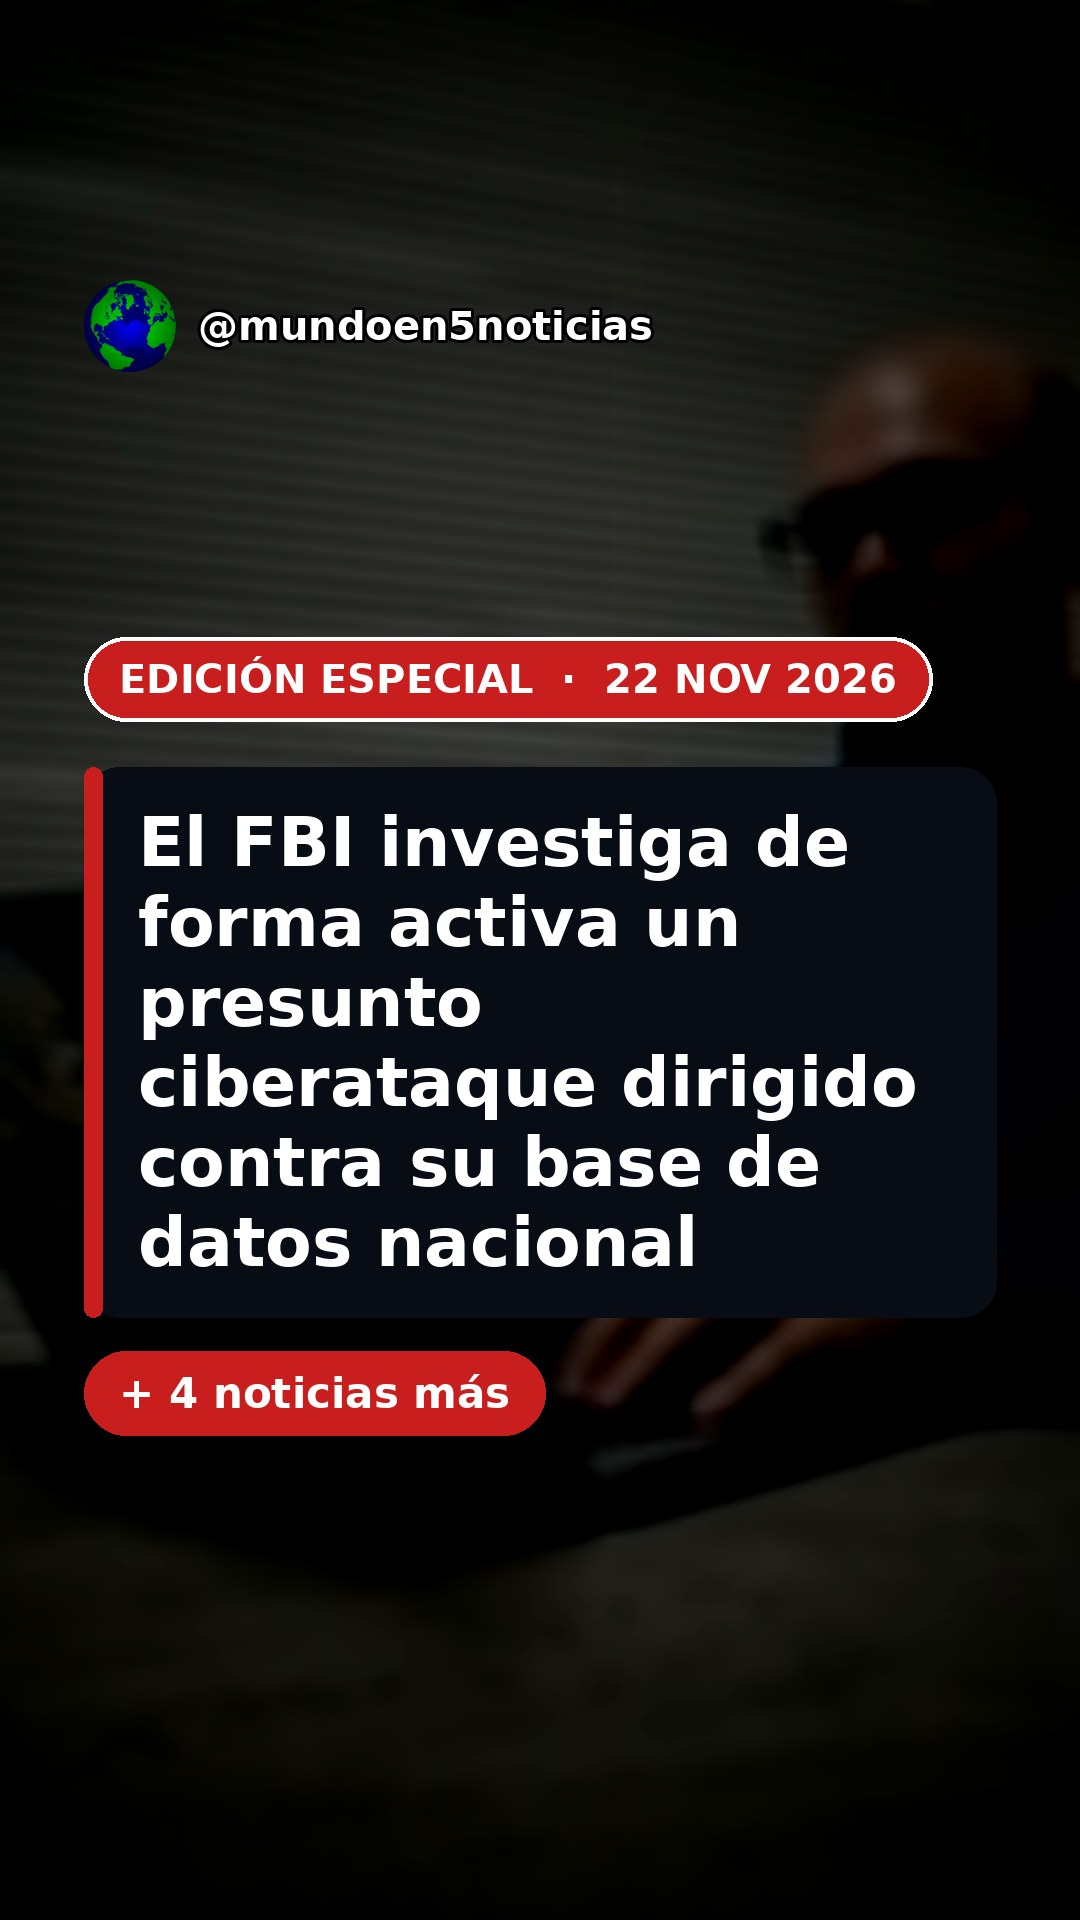 @mundoen5noticias
EDICIÓN ESPECIAL · 22 NOV 2026
El FBI investiga de
forma activa un
presunto
ciberataque dirigido
contra su base de
datos nacional
+ 4 noticias más